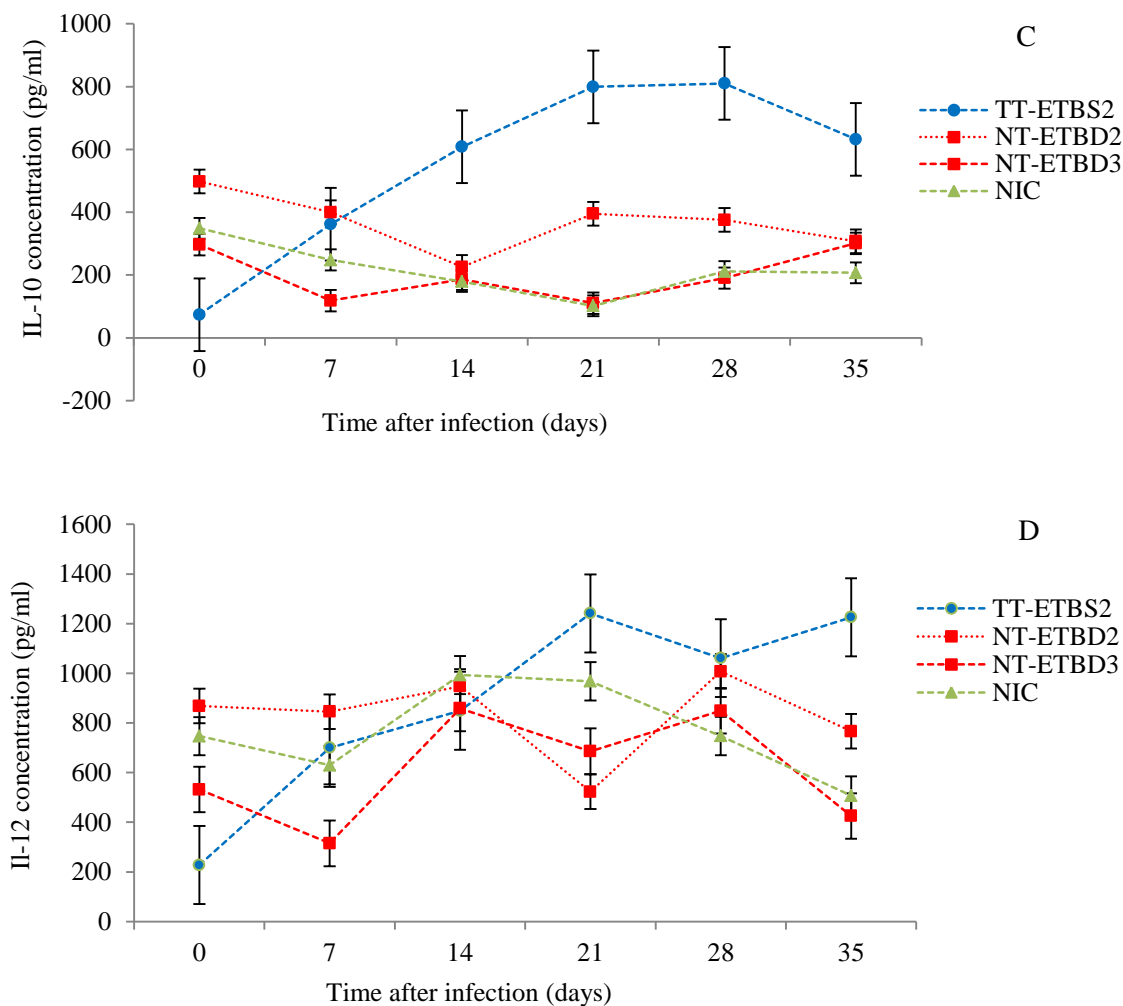 C
IL-10 concentration (pg/ml)
1000
800
600
400
200
0
-200
0 7 14 21 28 35
Time after infection (days)
TT-ETBS2
NT-ETBD2
NT-ETBD3
NIC
D
Il-12 concentration (pg/ml)
1600
1400
1200
1000
800
600
400
200
0
0 7 14 21 28 35
Time after infection (days)
TT-ETBS2
NT-ETBD2
NT-ETBD3
NIC